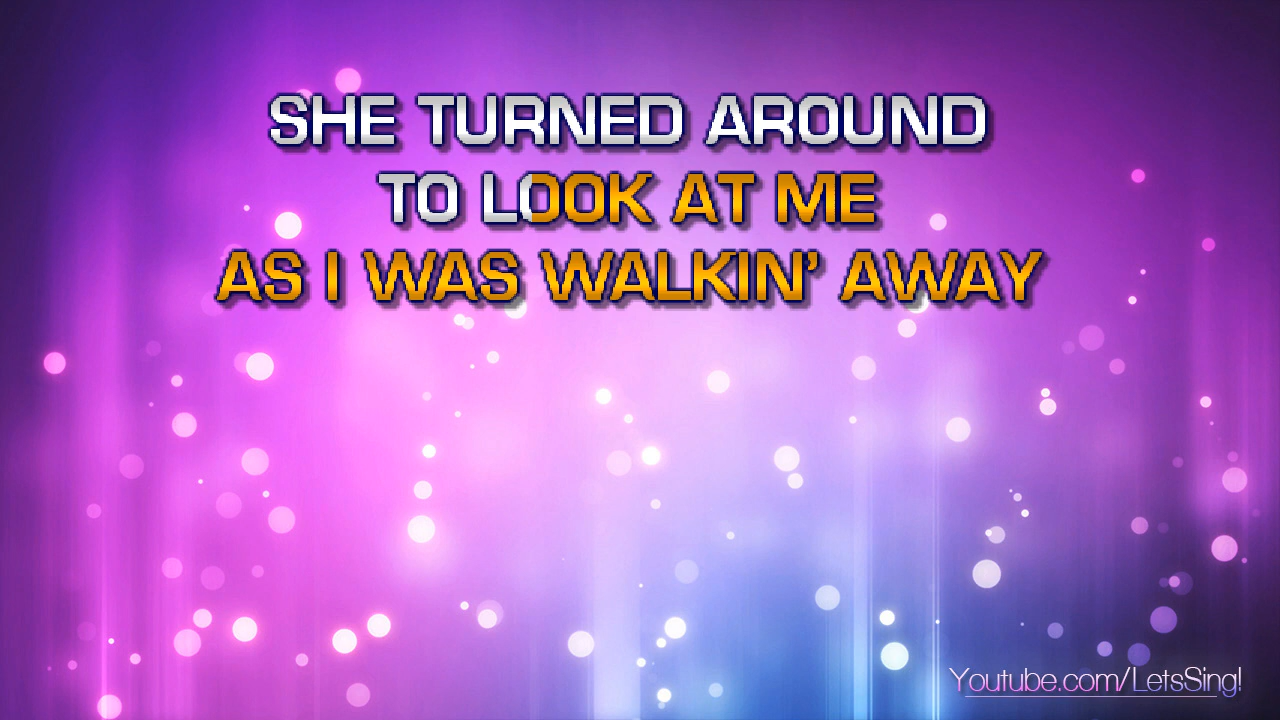 SHE TURNED AROUND
TO LOOK AT ME
AS I WAS WALKIN' AWAY
Youtube.com/LetsSing!